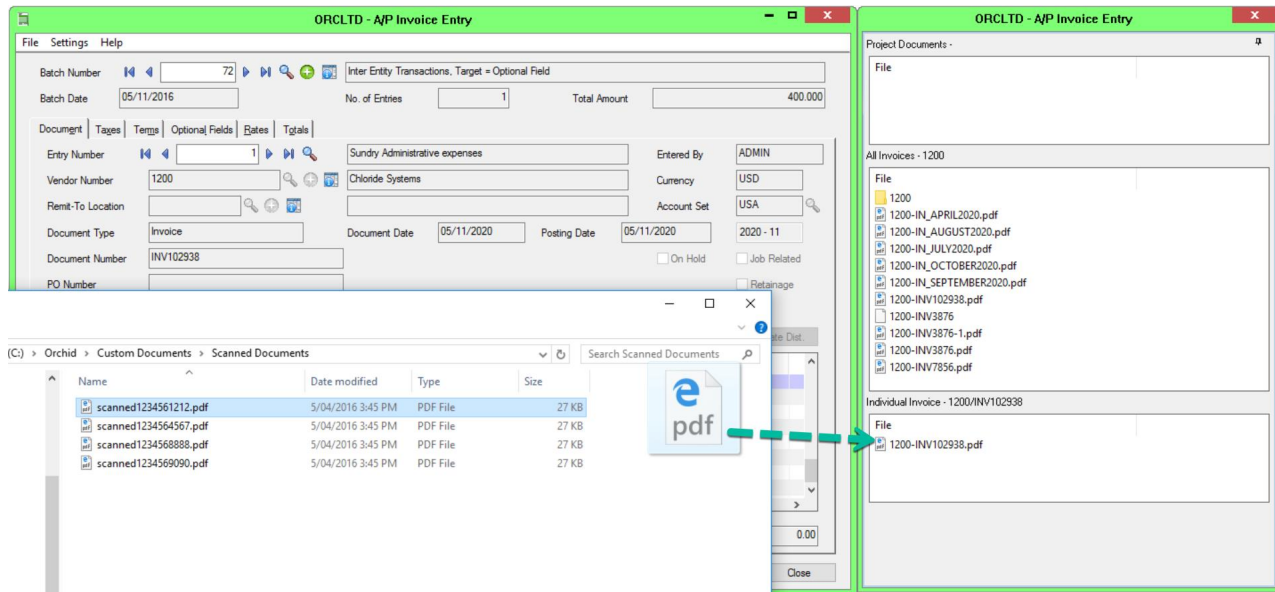 ORCLTD - A/P Invoice Entry
File Settings Help
Batch Number 72 Inter Entity Transactions, Target = Optional Field
Batch Date 05/11/2016 No. of Entries 1 Total Amount 400.000
Document Taxes Terms Optional Fields Rates Totals
Entry Number 1 Sundry Administrative expenses Entered By ADMIN
Vendor Number 1200 Chloride Systems Currency USD
Remit-To Location Account Set USA
Document Type Invoice Document Date 05/11/2020 Posting Date 05/11/2020 2020 - 11
Document Number INV102938 On Hold Job Related
PO Number Retainage
ate Dist.
0.00
Close
(C:) > Orchid > Custom Documents > Scanned Documents Search Scanned Documents
Name Date modified Type Size
scanned1234561212.pdf 5/04/2016 3:45 PM PDF File 27 KB
scanned1234564567.pdf 5/04/2016 3:45 PM PDF File 27 KB
scanned1234568888.pdf 5/04/2016 3:45 PM PDF File 27 KB
scanned1234569090.pdf 5/04/2016 3:45 PM PDF File 27 KB
pdf
ORCLTD - A/P Invoice Entry
Project Documents -
File
All Invoices - 1200
File
1200
1200-IN_APRIL2020.pdf
1200-IN_AUGUST2020.pdf
1200-IN_JULY2020.pdf
1200-IN_OCTOBER2020.pdf
1200-IN_SEPTEMBER2020.pdf
1200-INV102938.pdf
1200-INV3876
1200-INV3876-1.pdf
1200-INV3876.pdf
1200-INV7856.pdf
Individual Invoice - 1200/INV102938
File
1200-INV102938.pdf